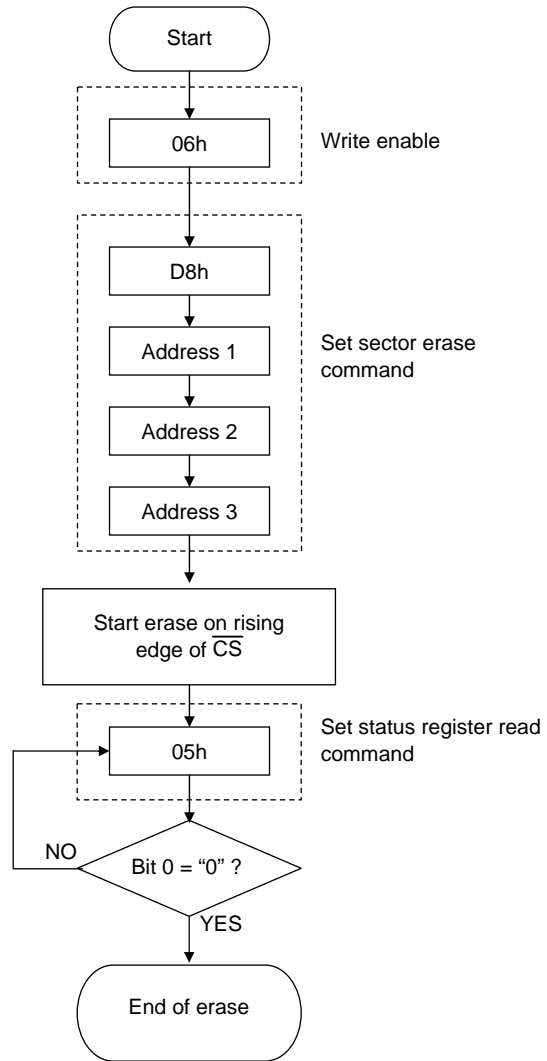 Start
06h
Write enable
D8h
Address 1
Set sector erase
command
Address 2
Address 3
Start erase on rising
edge of C̅S̅
Set status register read
command
05h
NO
Bit 0 = “0” ?
YES
End of erase